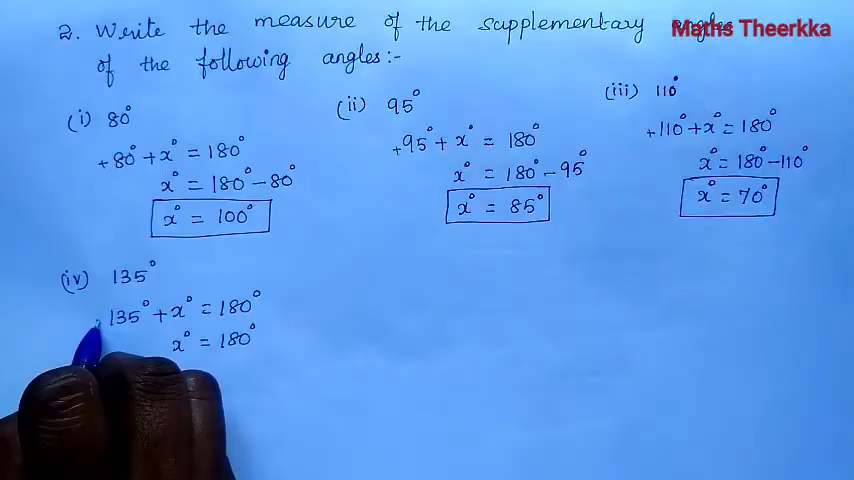 2. Write the measure of the supplementary angles
Maths Theerkka
of the following angles:-
(i) 80°
+80° + x° = 180°
x° = 180° - 80°
x° = 100°
(ii) 95°
+95° + x° = 180°
x° = 180° - 95°
x° = 85°
(iii) 110°
+110° + x° = 180°
x° = 180° - 110°
x° = 70°
(iv) 135°
135° + x° = 180°
x° = 180°